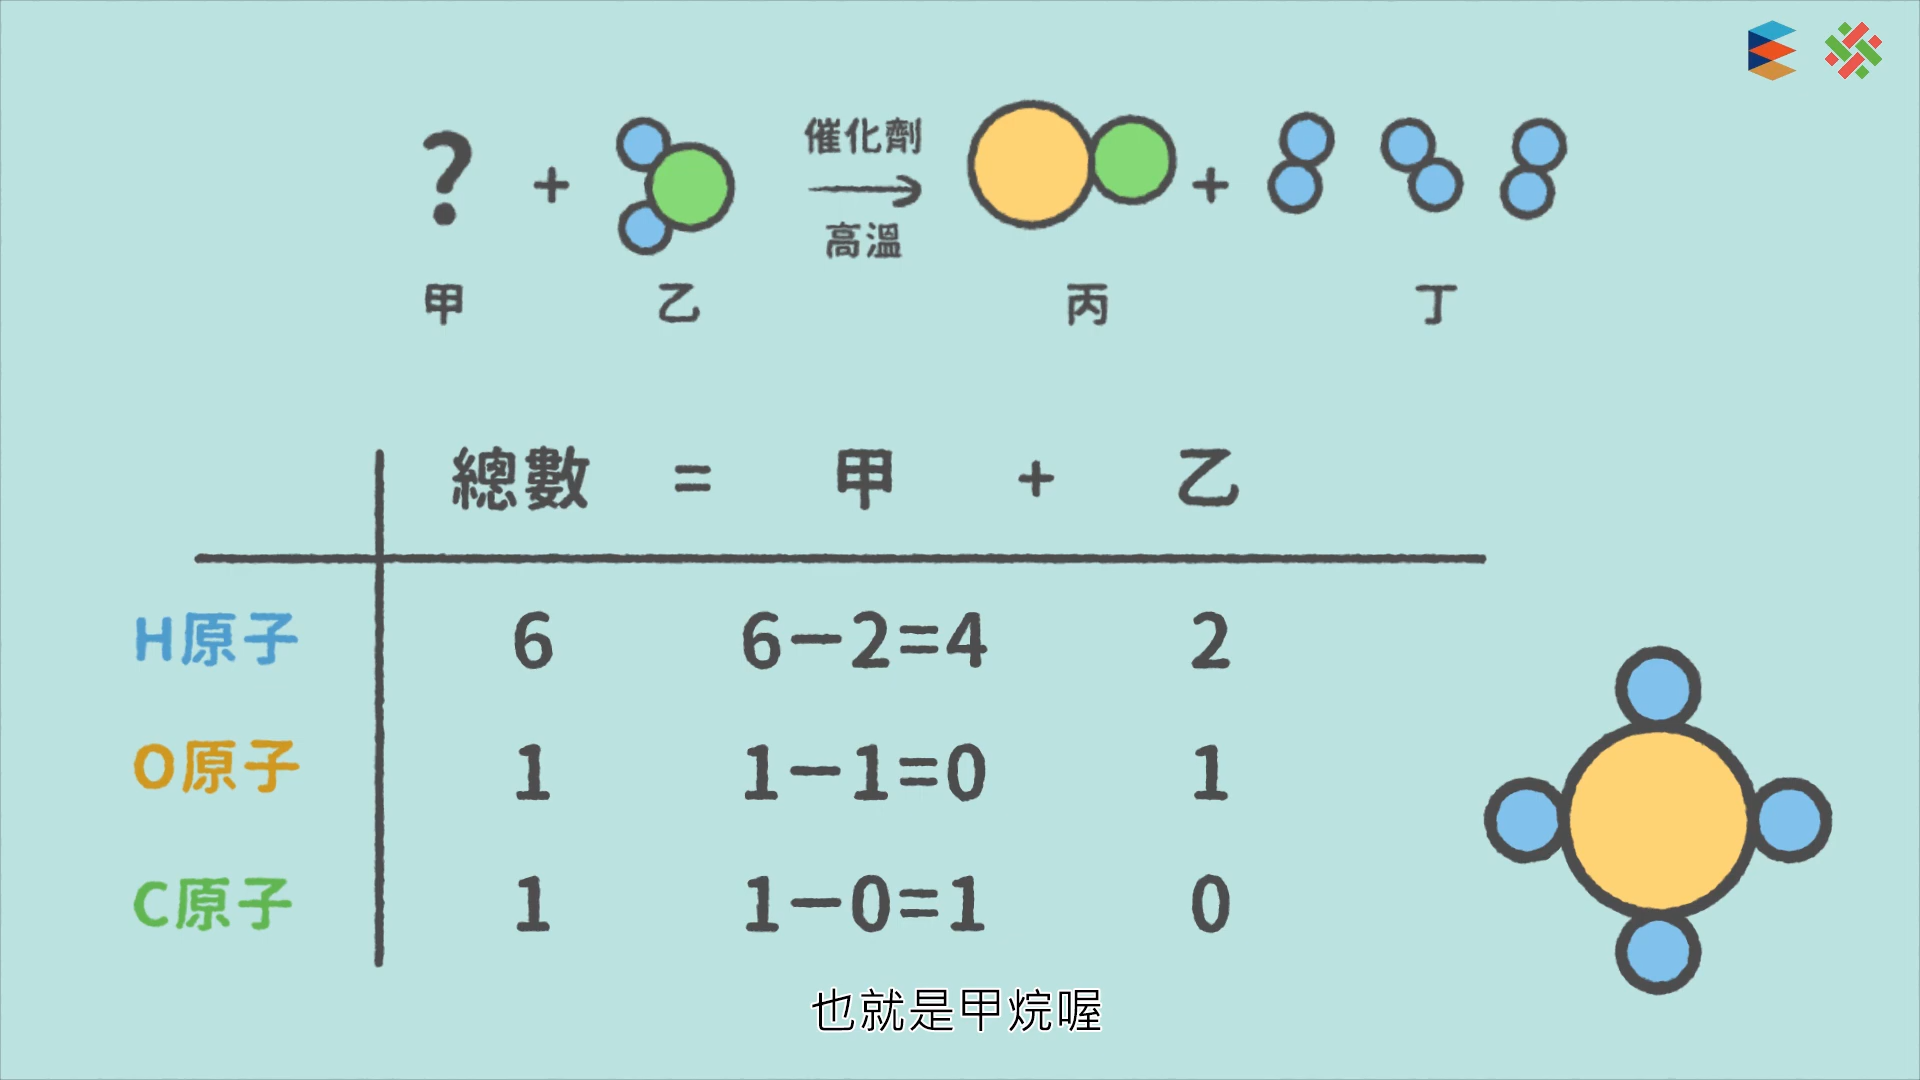 ? + 催化劑 → 高溫 +
甲 乙 丙 丁
總數 = 甲 + 乙
H原子 6 6-2=4 2
O原子 1 1-1=0 1
C原子 1 1-0=1 0
也就是甲烷喔